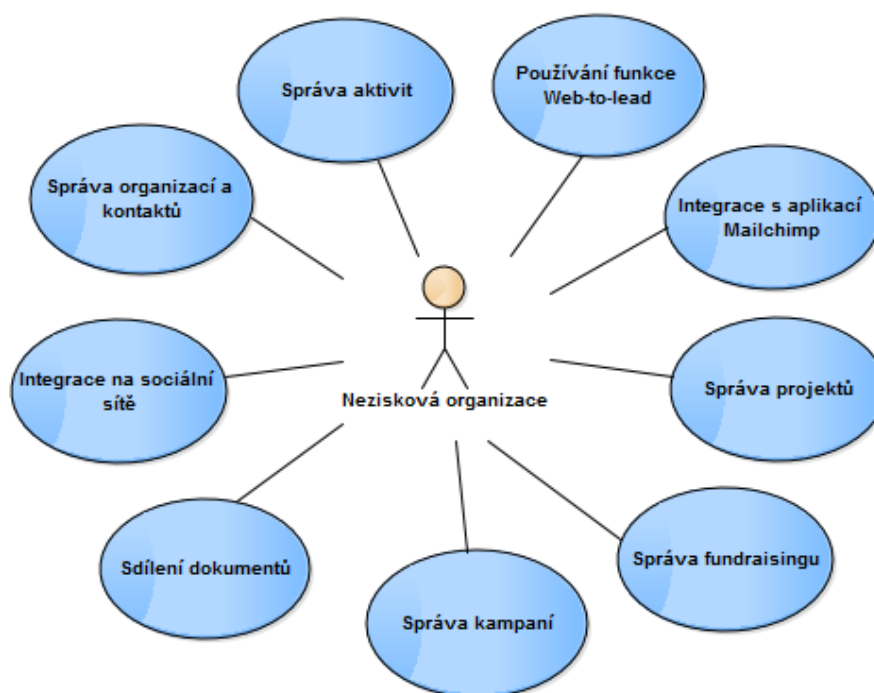 Správa aktivit
Používání funkce
Web-to-lead
Správa organizací a
kontaktů
Integrace s aplikací
Mailchimp
Integrace na sociální
sítě
Nezisková organizace
Správa projektů
Sdílení dokumentů
Správa kampaní
Správa fundraisingu